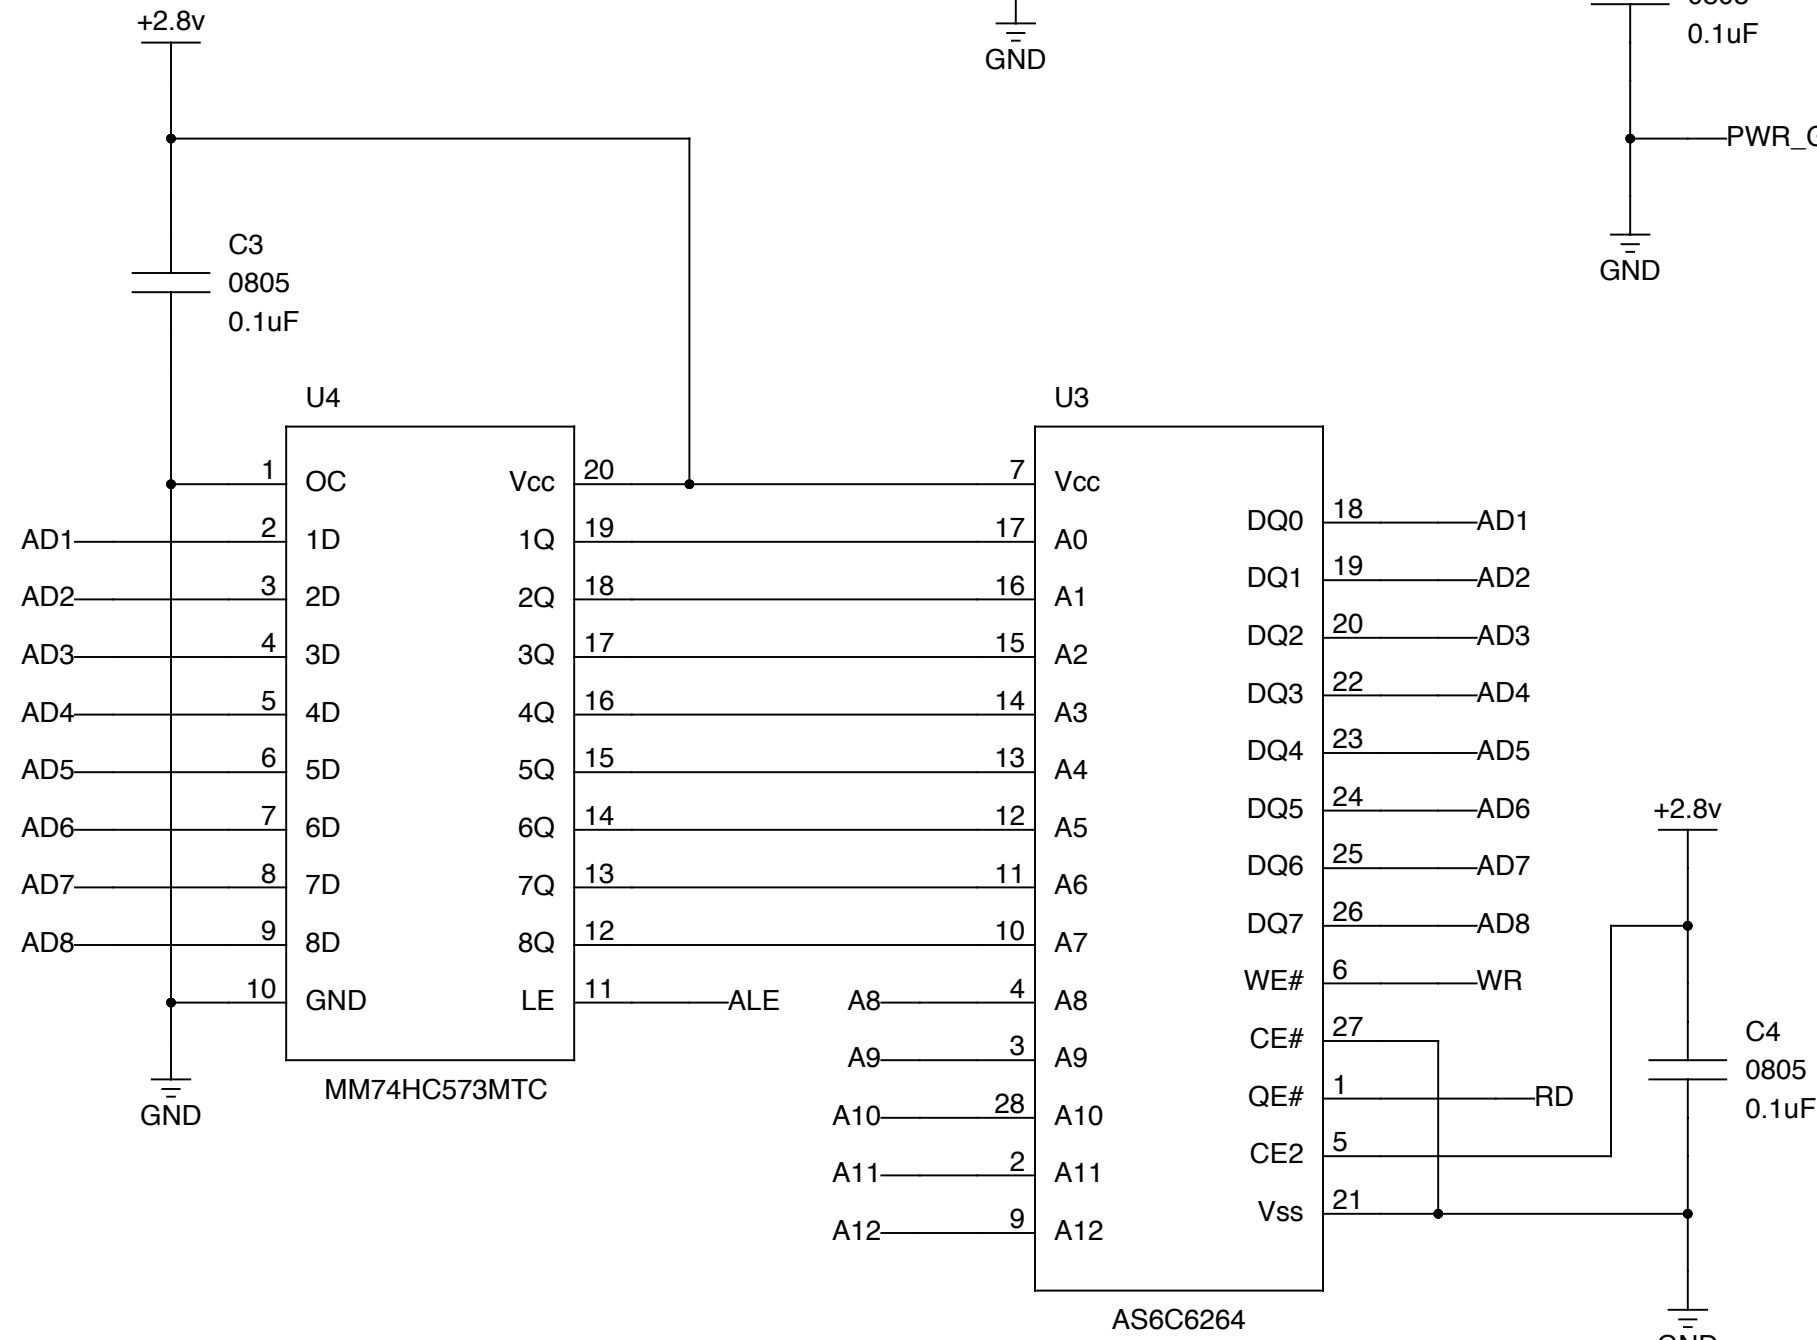 +2.8v
GND
0.1uF
GND
C3
0805
0.1uF
U4
1 OC Vcc 20
AD1 2 1D 1Q 19
AD2 3 2D 2Q 18
AD3 4 3D 3Q 17
AD4 5 4D 4Q 16
AD5 6 5D 5Q 15
AD6 7 6D 6Q 14
AD7 8 7D 7Q 13
AD8 9 8D 8Q 12
10 GND LE 11 ALE
MM74HC573MTC
GND
U3
7 Vcc
17 A0
16 A1
15 A2
14 A3
13 A4
12 A5
11 A6
10 A7
A8 4 A8
A9 3 A9
A10 28 A10
A11 2 A11
A12 9 A12
DQ0 18 AD1
DQ1 19 AD2
DQ2 20 AD3
DQ3 22 AD4
DQ4 23 AD5
DQ5 24 AD6
DQ6 25 AD7
DQ7 26 AD8
WE# 6 WR
CE# 27
QE# 1 RD
CE2 5
Vss 21
AS6C6264
+2.8v
C4
0805
0.1uF